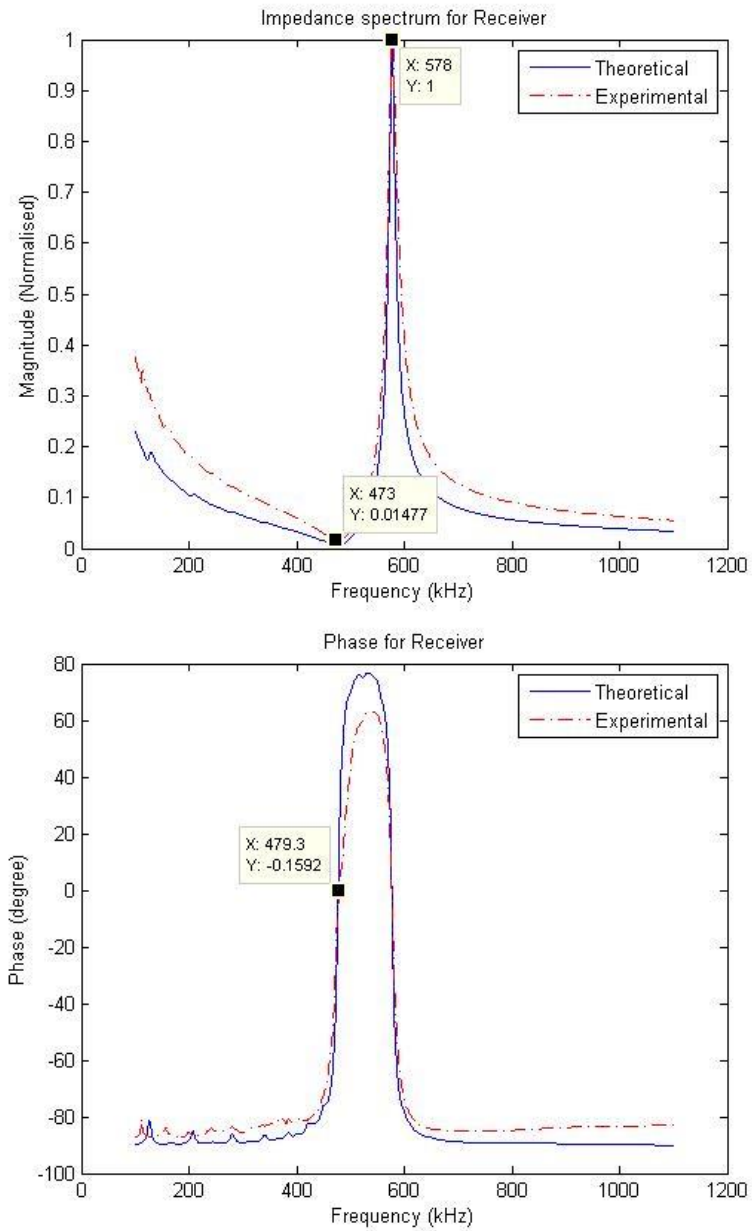 Impedance spectrum for Receiver
1
0.9
0.8
0.7
0.6
0.5
0.4
0.3
0.2
0.1
0
Magnitude (Normalised)
X: 578
Y: 1
Theoretical
Experimental
X: 473
Y: 0.01477
0 200 400 600 800 1000 1200
Frequency (kHz)
Phase for Receiver
80
60
40
20
0
-20
-40
-60
-80
-100
Phase (degree)
Theoretical
Experimental
X: 479.3
Y: -0.1592
0 200 400 600 800 1000 1200
Frequency (kHz)